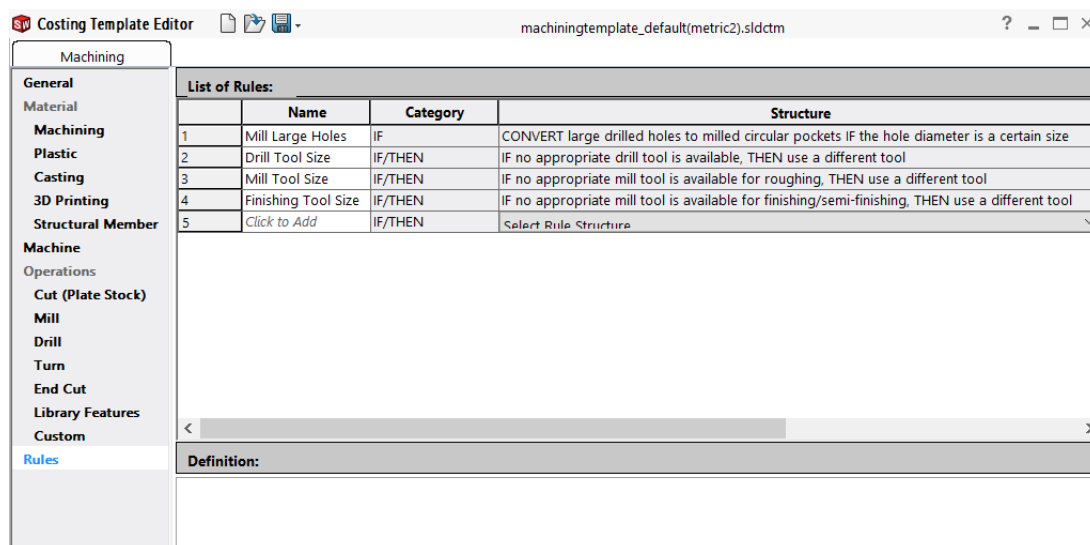 SW Costing Template Editor machiningtemplate_default(metric2).sldctm ?
Machining
General
Material
Machining
Plastic
Casting
3D Printing
Structural Member
Machine
Operations
Cut (Plate Stock)
Mill
Drill
Turn
End Cut
Library Features
Custom
Rules
List of Rules:
Name Category Structure
1 Mill Large Holes IF CONVERT large drilled holes to milled circular pockets IF the hole diameter is a certain size
2 Drill Tool Size IF/THEN IF no appropriate drill tool is available, THEN use a different tool
3 Mill Tool Size IF/THEN IF no appropriate mill tool is available for roughing, THEN use a different tool
4 Finishing Tool Size IF/THEN IF no appropriate mill tool is available for finishing/semi-finishing, THEN use a different tool
5 Click to Add IF/THEN Select Rule Structure
Definition: